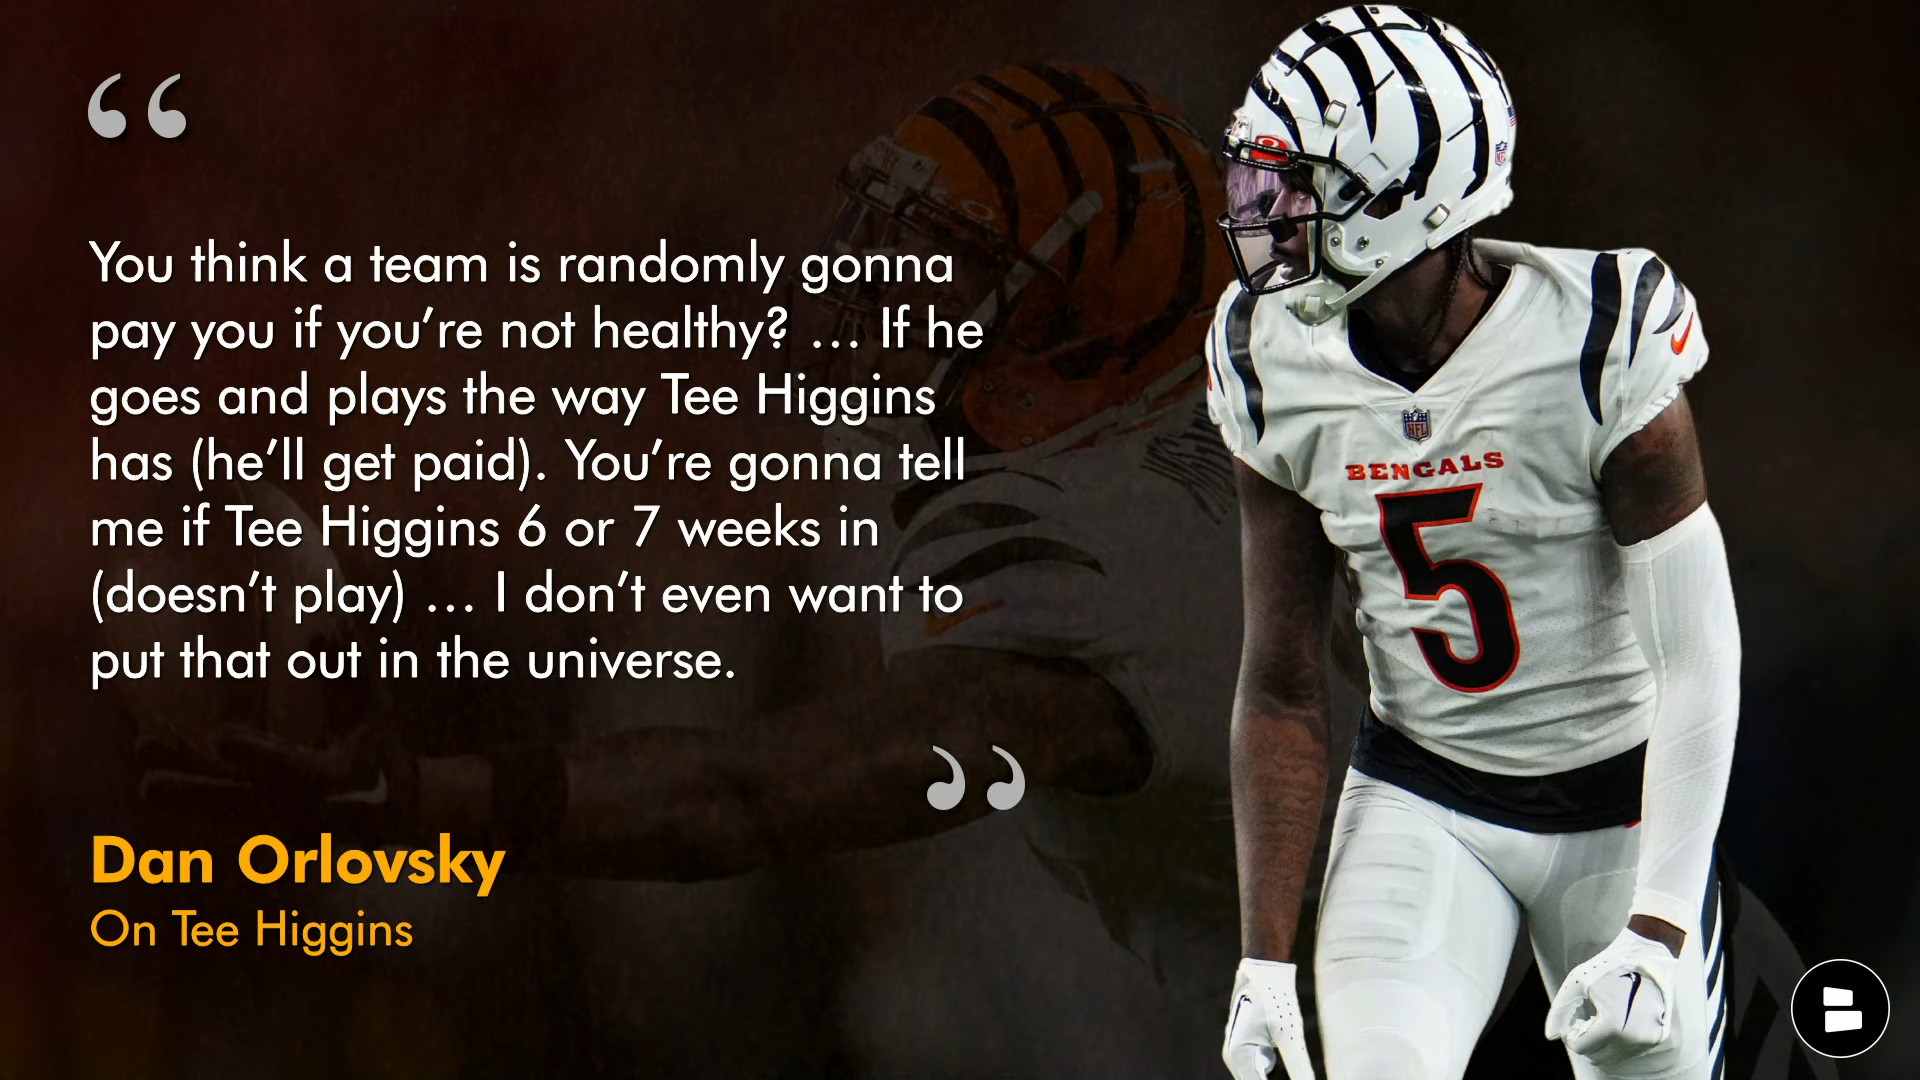 “
You think a team is randomly gonna
pay you if you’re not healthy? … If he
goes and plays the way Tee Higgins
has (he’ll get paid). You’re gonna tell
me if Tee Higgins 6 or 7 weeks in
(doesn’t play) … I don’t even want to
put that out in the universe.
”
Dan Orlovsky
On Tee Higgins
NFL
NFL
BENGALS
5